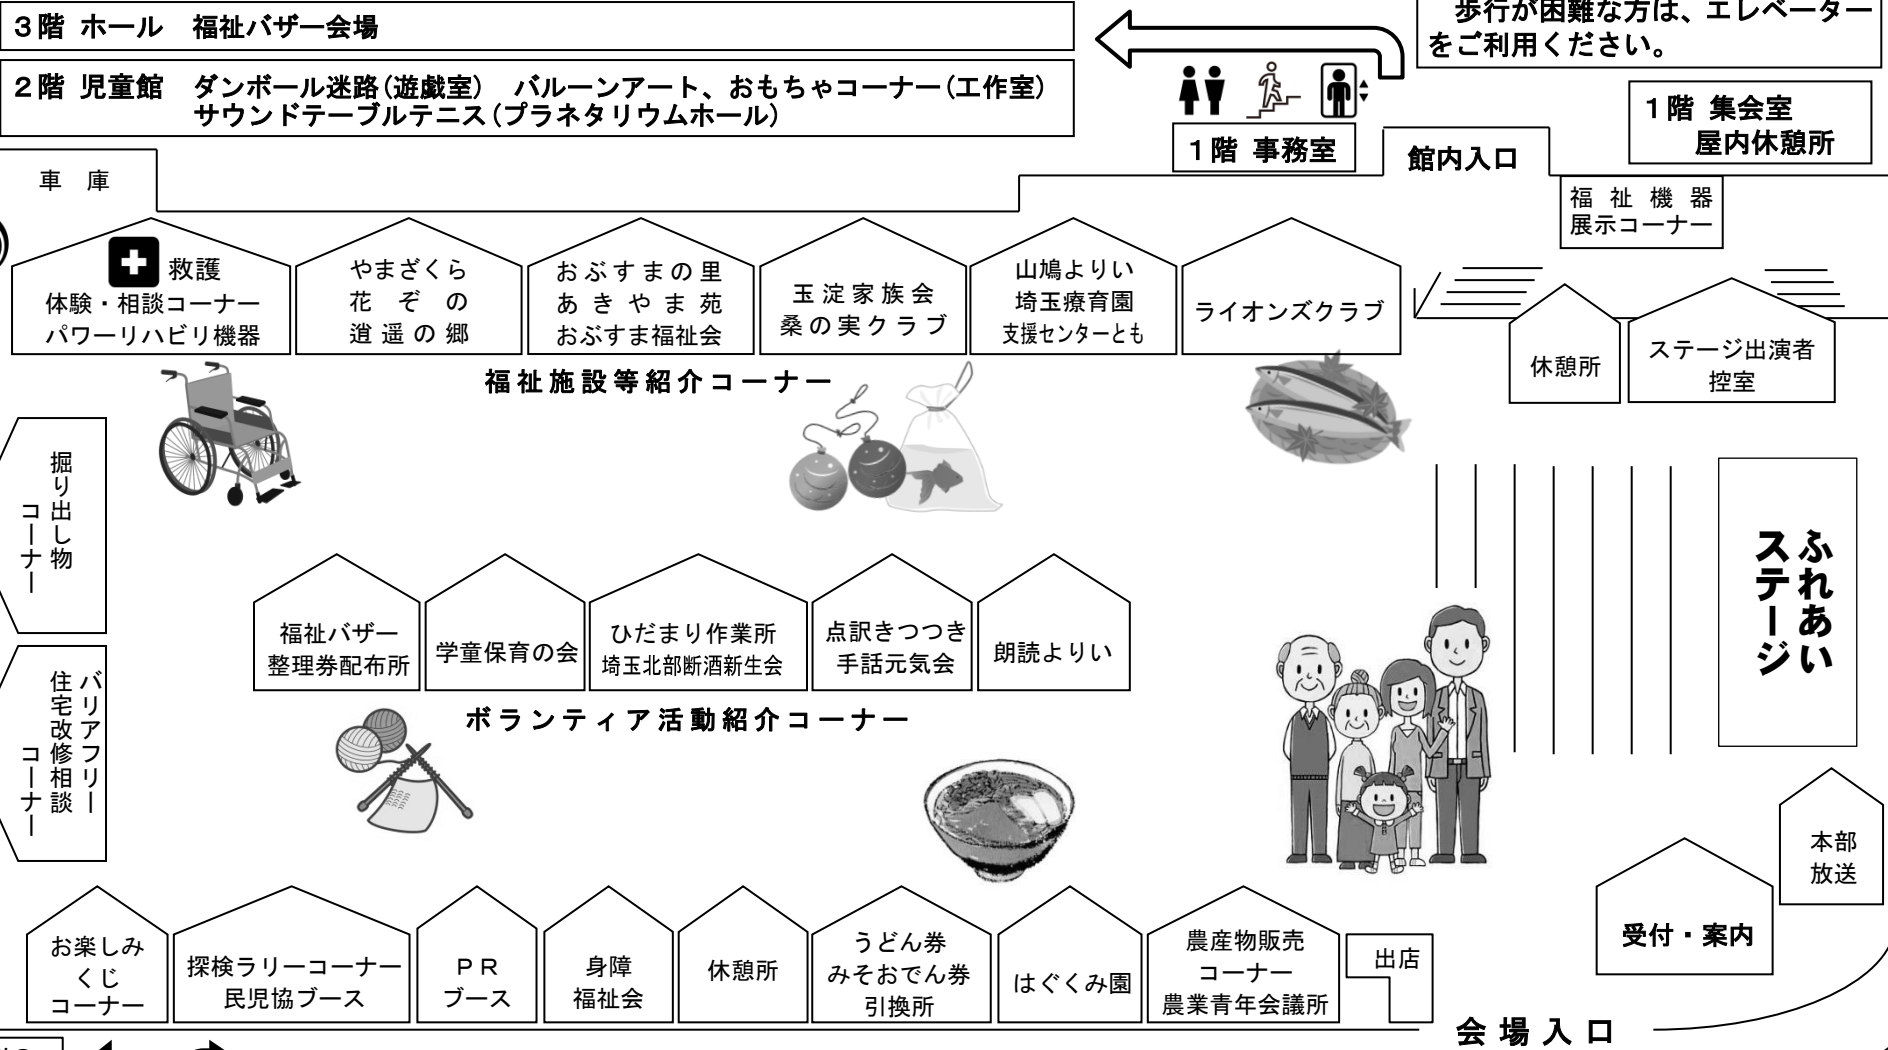 ３階 ホール　福祉バザー会場
２階 児童館　ダンボール迷路(遊戯室)　バルーンアート、おもちゃコーナー(工作室)
サウンドテーブルテニス(プラネタリウムホール)
歩行が困難な方は、エレベーター
をご利用ください。
１階 事務室
館内入口
１階 集会室
屋内休憩所
車　庫
福祉機器
展示コーナー
救護
体験・相談コーナー
パワーリハビリ機器
やまざくら
花ぞの
逍遥の郷
おぶすまの里
あきやま苑
おぶすま福祉会
玉淀家族会
桑の実クラブ
山鳩よりい
埼玉療育園
支援センターとも
ライオンズクラブ
休憩所
ステージ出演者
控室
福祉施設等紹介コーナー
掘り出し物
コーナー
バリアフリー
住宅改修相談
コーナー
福祉バザー
整理券配布所
学童保育の会
ひだまり作業所
埼玉北部断酒新生会
点訳きつつき
手話元気会
朗読よりい
ボランティア活動紹介コーナー
ふれあい
ステージ
本部
放送
受付・案内
お楽しみ
くじ
コーナー
探検ラリーコーナー
民児協ブース
ＰＲ
ブース
身障
福祉会
休憩所
うどん券
みそおでん券
引換所
はぐくみ園
農産物販売
コーナー
農業青年会議所
出店
会場入口